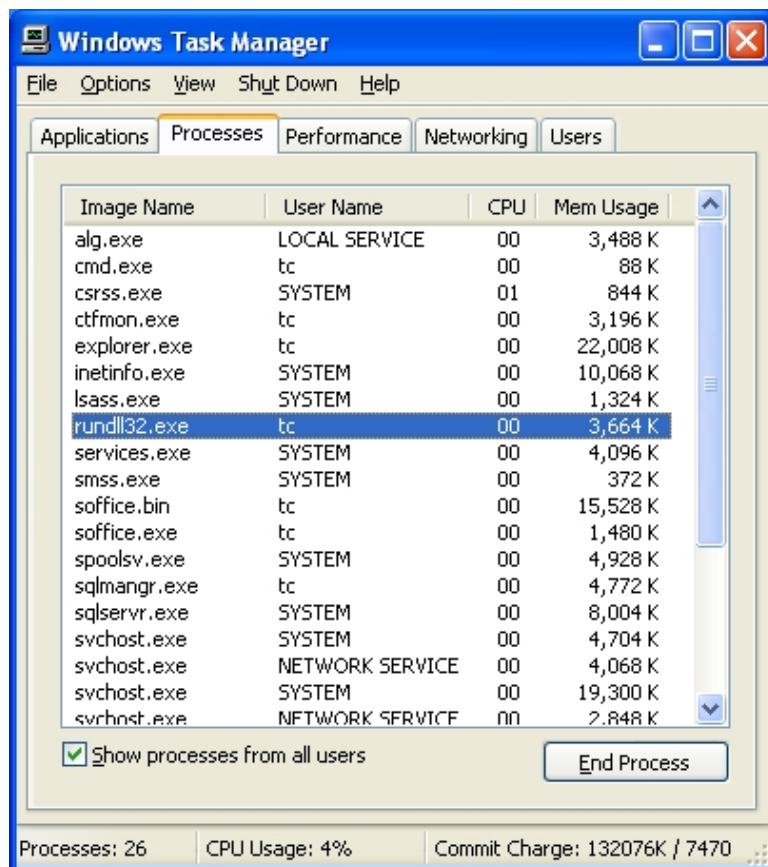 Windows Task Manager
File Options View Shut Down Help
Applications Processes Performance Networking Users
Image Name User Name CPU Mem Usage
alg.exe LOCAL SERVICE 00 3,488 K
cmd.exe tc 00 88 K
csrss.exe SYSTEM 01 844 K
ctfmon.exe tc 00 3,196 K
explorer.exe tc 00 22,008 K
inetinfo.exe SYSTEM 00 10,068 K
lsass.exe SYSTEM 00 1,324 K
rundll32.exe tc 00 3,664 K
services.exe SYSTEM 00 4,096 K
smss.exe SYSTEM 00 372 K
soffice.bin tc 00 15,528 K
soffice.exe tc 00 1,480 K
spoolsv.exe SYSTEM 00 4,928 K
sqlmangr.exe tc 00 4,772 K
sqlservr.exe SYSTEM 00 8,004 K
svchost.exe SYSTEM 00 4,704 K
svchost.exe NETWORK SERVICE 00 4,068 K
svchost.exe SYSTEM 00 19,300 K
svchost.exe NETWORK SERVICE 00 2,848 K
Show processes from all users End Process
Processes: 26 CPU Usage: 4% Commit Charge: 132076K / 7470